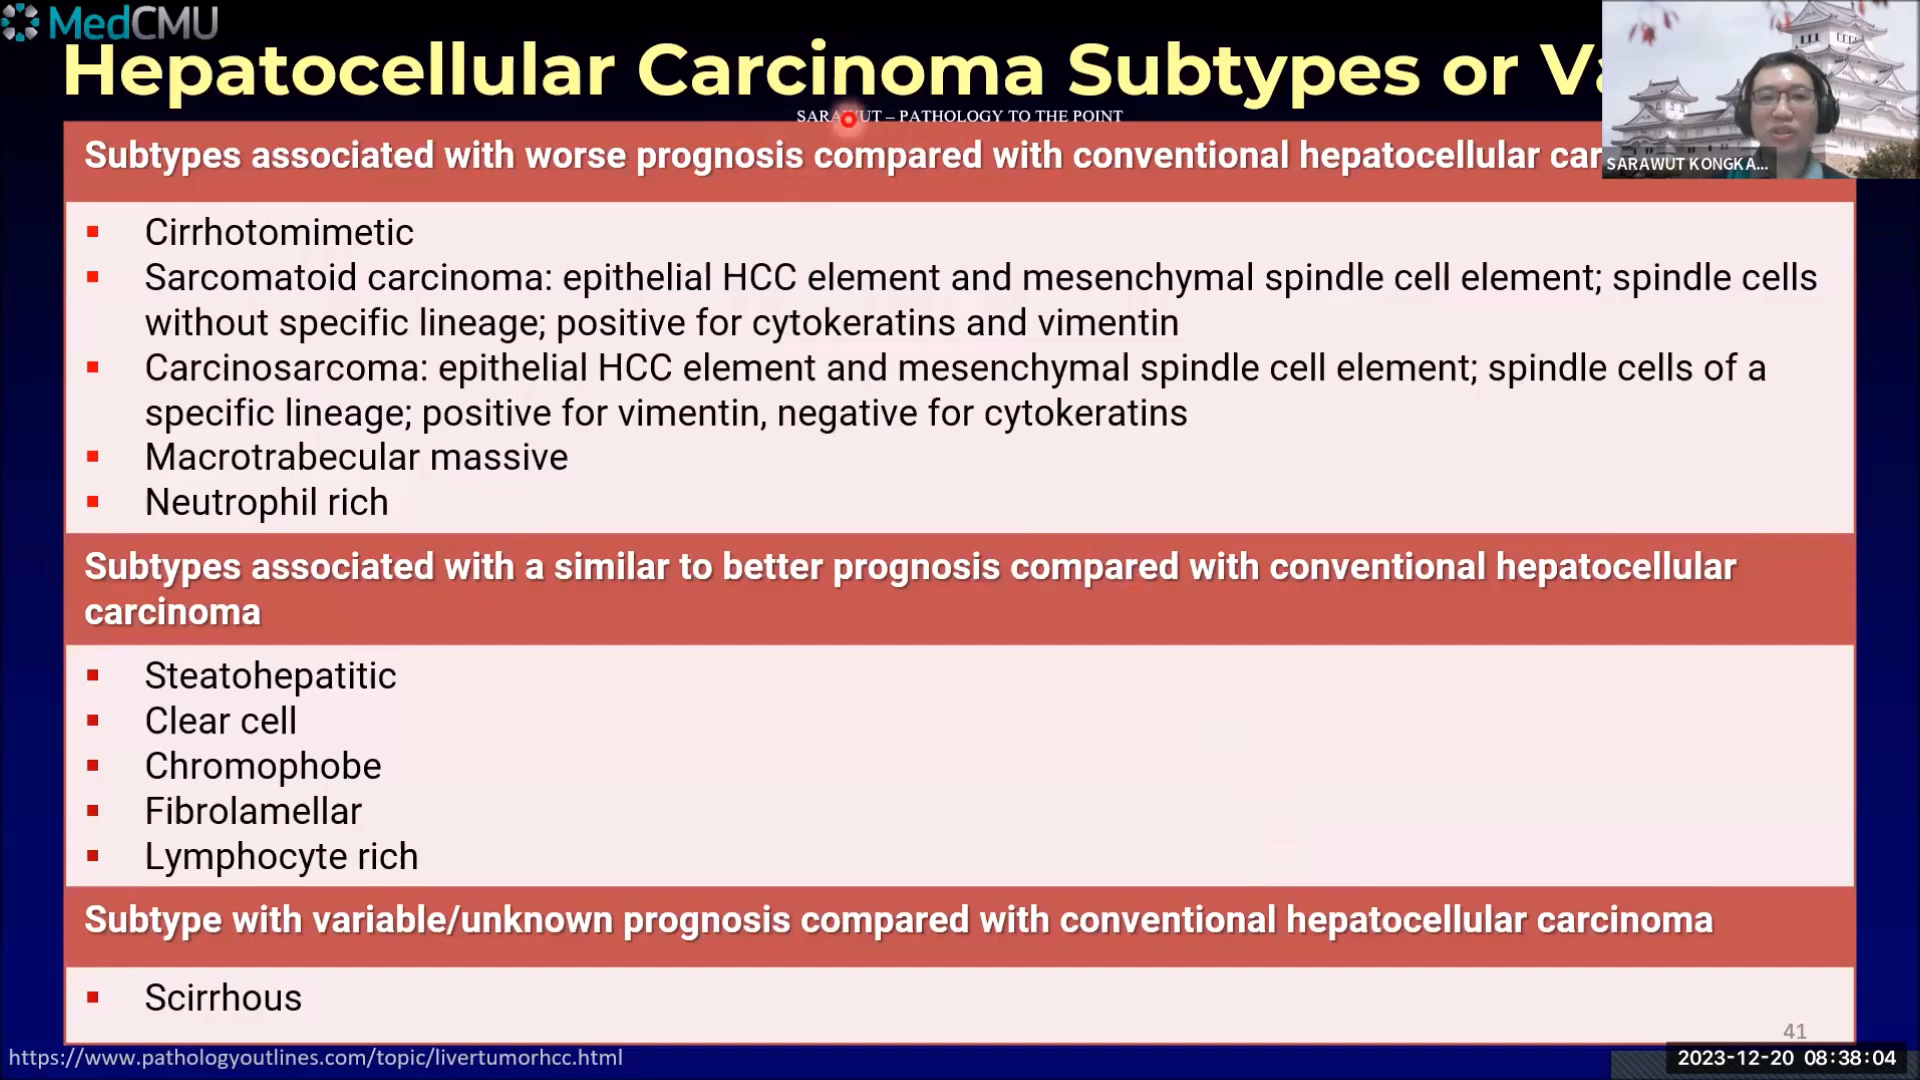 MedCMU
Hepatocellular Carcinoma Subtypes or
SARAWUT – PATHOLOGY TO THE POINT
Subtypes associated with worse prognosis compared with conventional hepatocellular
SARAWUT KONGKA...
Cirrhotomimetic
Sarcomatoid carcinoma: epithelial HCC element and mesenchymal spindle cell element; spindle cells
without specific lineage; positive for cytokeratins and vimentin
Carcinosarcoma: epithelial HCC element and mesenchymal spindle cell element; spindle cells of a
specific lineage; positive for vimentin, negative for cytokeratins
Macrotrabecular massive
Neutrophil rich
Subtypes associated with a similar to better prognosis compared with conventional hepatocellular
carcinoma
Steatohepatitic
Clear cell
Chromophobe
Fibrolamellar
Lymphocyte rich
Subtype with variable/unknown prognosis compared with conventional hepatocellular carcinoma
Scirrhous
41
https://www.pathologyoutlines.com/topic/livertumorhcc.html
2023-12-20 08:38:04